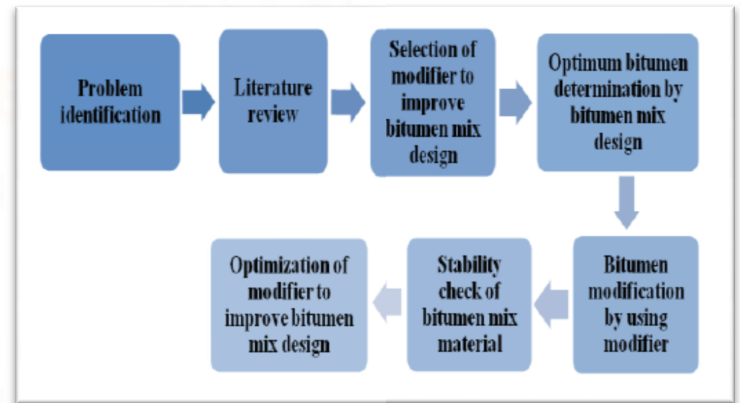 Problem
identification
Literature
review
Selection of
modifier to
improve
bitumen mix
design
Optimum bitumen
determination by
bitumen mix
design
Bitumen
modification
by using
modifier
Stability
check of
bitumen mix
material
Optimization of
modifier to
improve bitumen
mix design